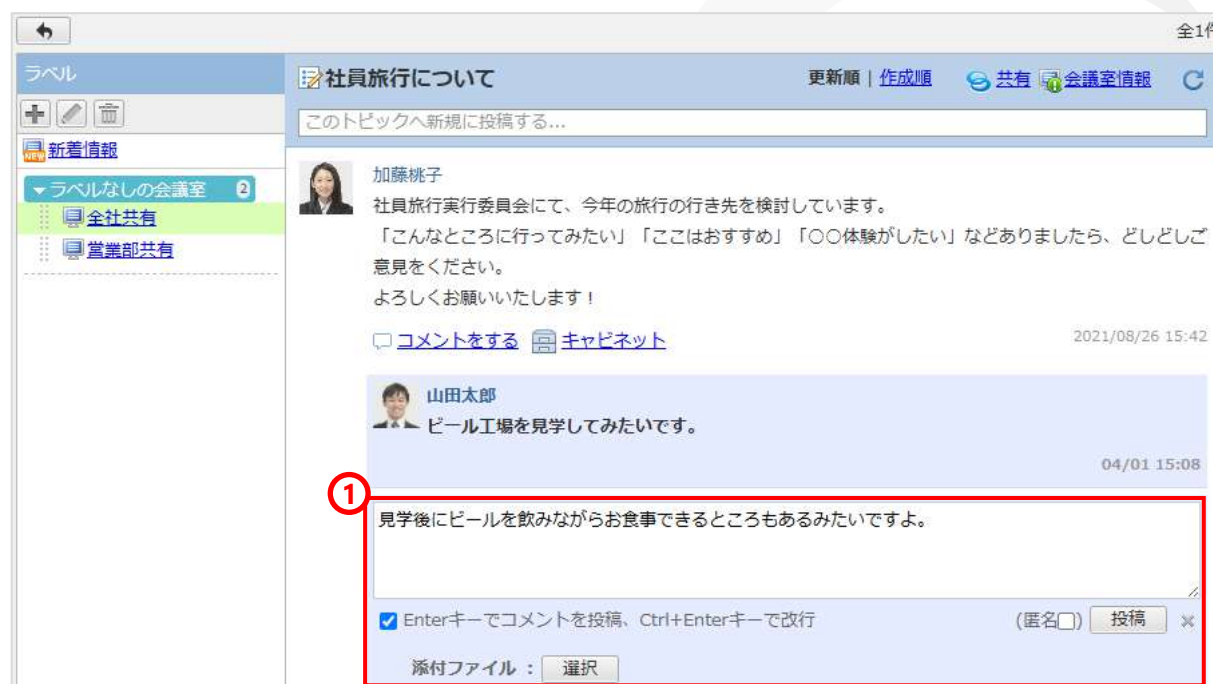 全1件
ラベル
社員旅行について 更新順 | 作成順 共有 会議室情報
このトピックへ新規に投稿する...
NEW 新着情報
ラベルなしの会議室 2
全社共有
営業部共有
加藤桃子
社員旅行実行委員会にて、今年の旅行の行き先を検討しています。
「こんなところに行ってみたい」「ここはおすすめ」「○○体験がしたい」などありましたら、どしどしご
意見をください。
よろしくお願いいたします！
コメントをする キャビネット 2021/08/26 15:42
山田太郎
ビール工場を見学してみたいです。
04/01 15:08
1
見学後にビールを飲みながらお食事できるところもあるみたいですよ。
Enterキーでコメントを投稿、Ctrl+Enterキーで改行 (匿名) 投稿
添付ファイル : 選択